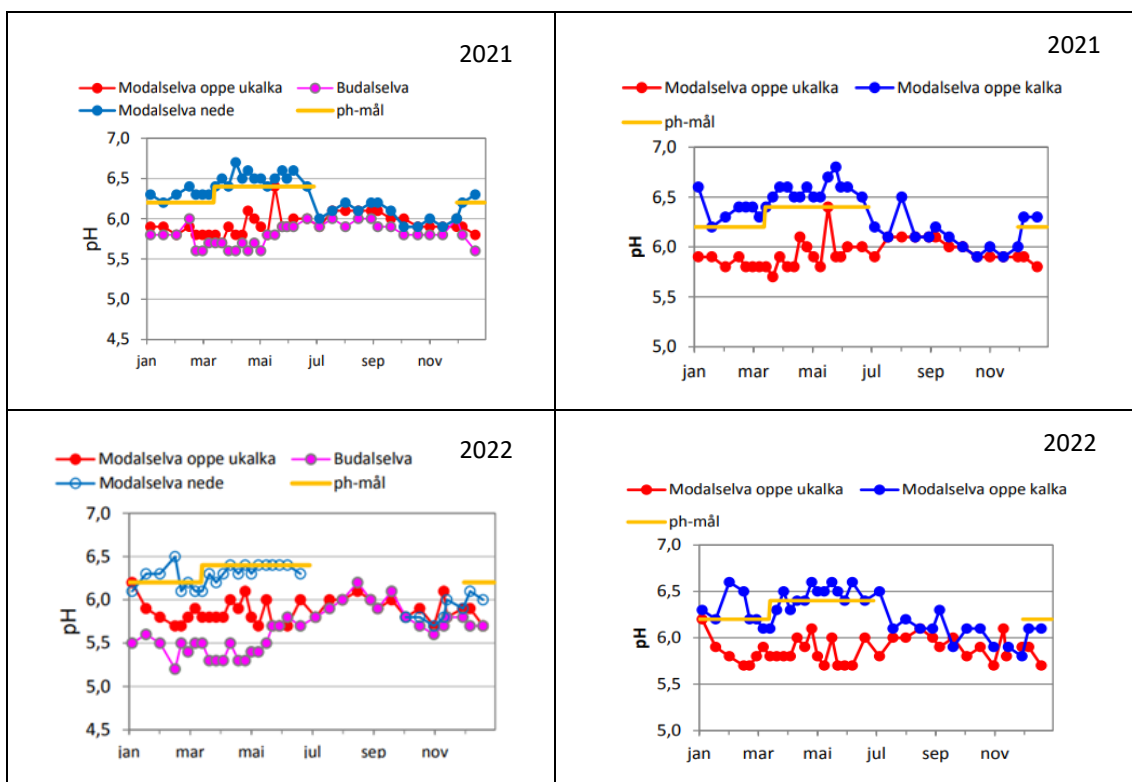 2021
Modalselva oppe ukalka Budalselva
Modalselva nede ph-mål
7,0
6,5
6,0
5,5
5,0
4,5
pH
jan mar mai jul sep nov
2021
Modalselva oppe ukalka Modalselva oppe kalka
ph-mål
7,0
6,5
6,0
5,5
5,0
pH
jan mar mai jul sep nov
2022
Modalselva oppe ukalka Budalselva
Modalselva nede ph-mål
7,0
6,5
6,0
5,5
5,0
4,5
pH
jan mar mai jul sep nov
2022
Modalselva oppe ukalka Modalselva oppe kalka
ph-mål
7,0
6,5
6,0
5,5
5,0
pH
jan mar mai jul sep nov